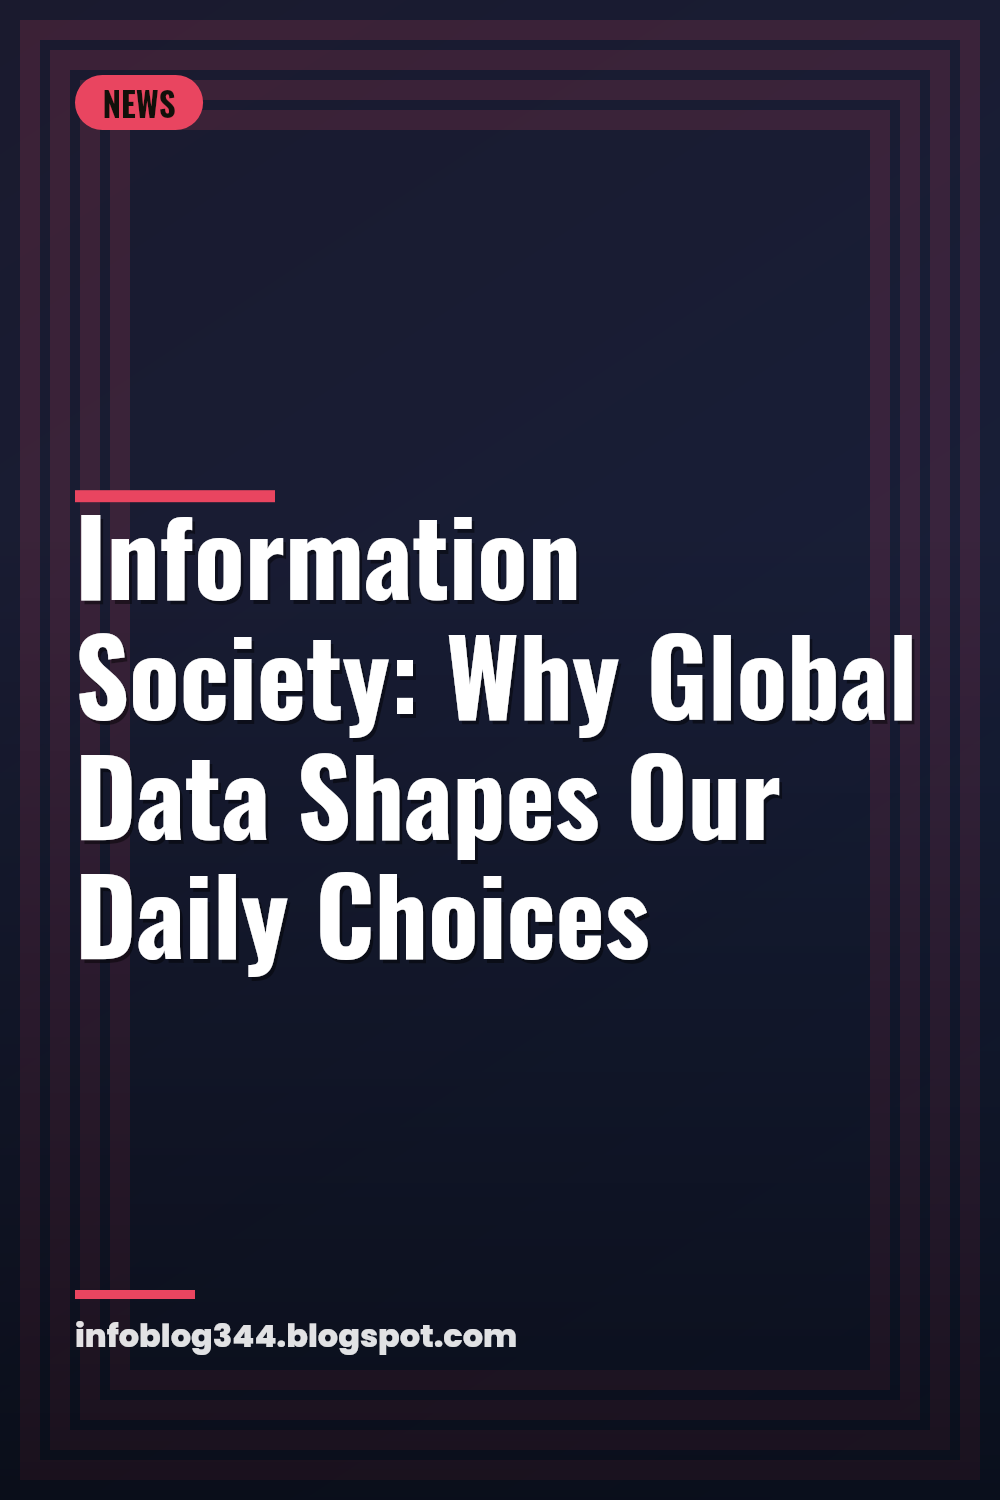 NEWS
Information
Society: Why Global
Data Shapes Our
Daily Choices
infoblog344.blogspot.com